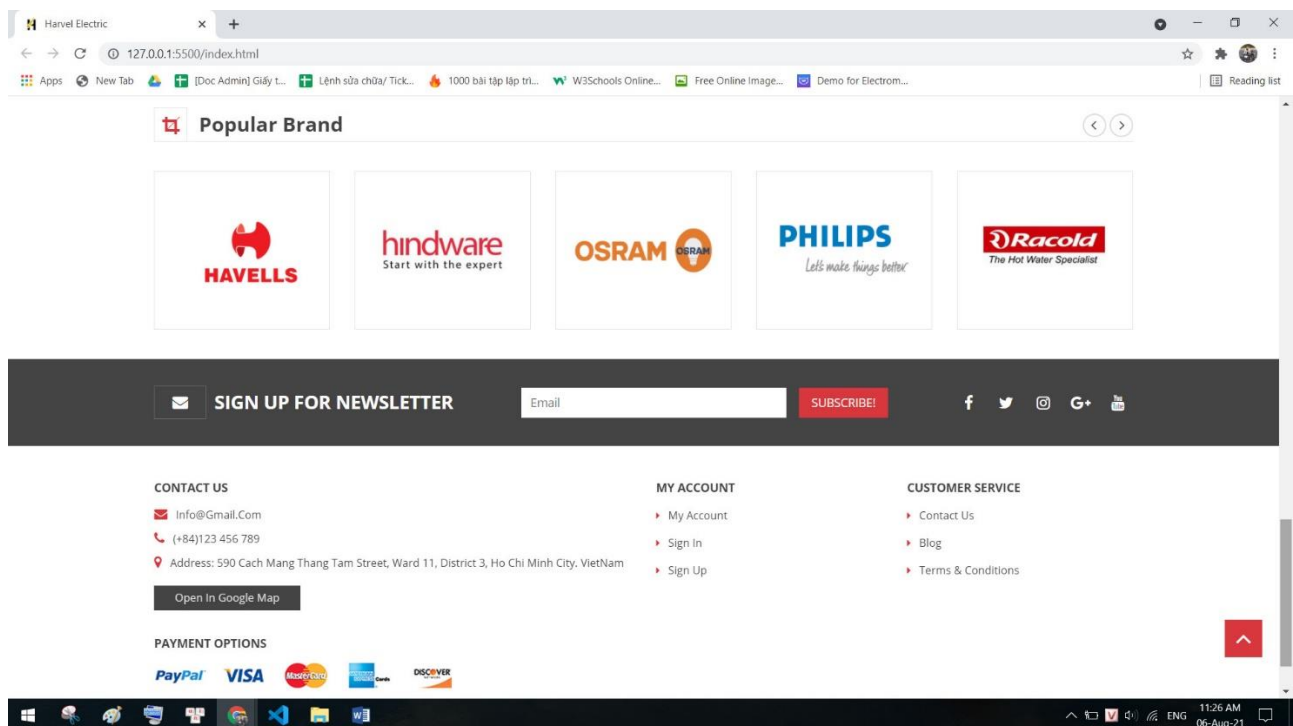 Harvel Electric
127.0.0.1:5500/index.html
Apps New Tab [Doc Admin] Giấy t... Lệnh sửa chữa/ Tick... 1000 bài tập lập trì... W3Schools Online... Free Online Image... Demo for Electrom... Reading list
Popular Brand
HAVELLS
hindware
Start with the expert
OSRAM OSRAM
PHILIPS
Let's make things better
Racold
The Hot Water Specialist
SIGN UP FOR NEWSLETTER Email SUBSCRIBE! f G+ You Tube
CONTACT US
Info@Gmail.Com
(+84)123 456 789
Address: 590 Cach Mang Thang Tam Street, Ward 11, District 3, Ho Chi Minh City, VietNam
Open In Google Map
MY ACCOUNT
My Account
Sign In
Sign Up
CUSTOMER SERVICE
Contact Us
Blog
Terms & Conditions
PAYMENT OPTIONS
PayPal VISA MasterCard Cards DISCOVER
ENG 11:26 AM
06-Aug-21